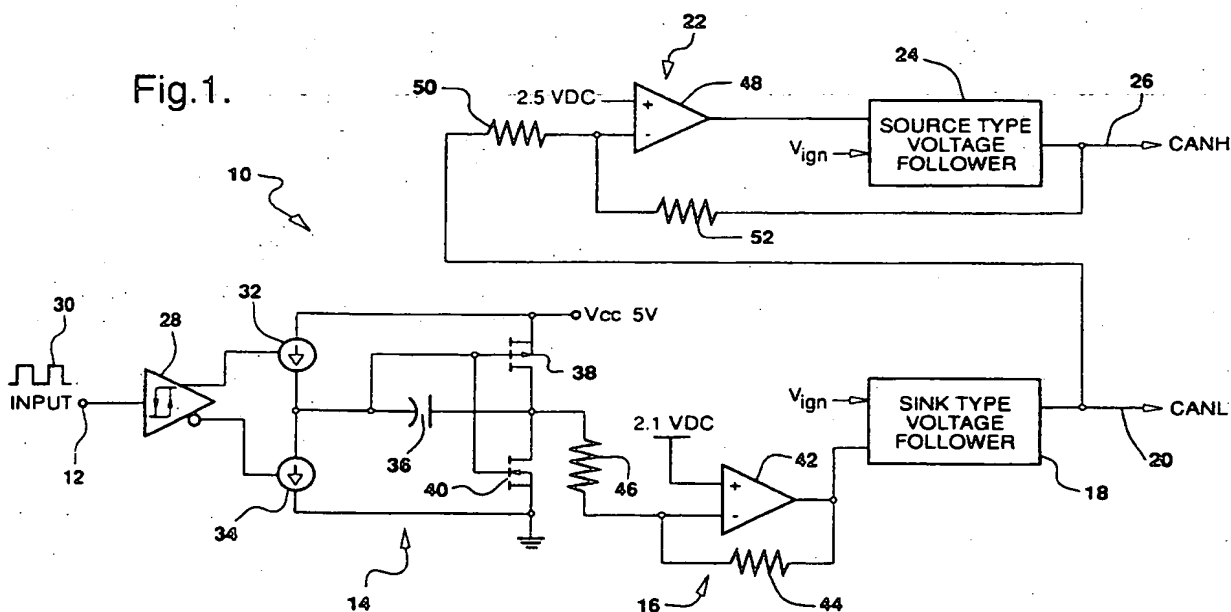 Fig.1.
22
24
26
50
48
2.5 VDC
+
-
SOURCE TYPE
VOLTAGE
FOLLOWER
Vign
CANH
10
52
30
28
32
Vcc 5V
38
INPUT
12
36
40
46
34
14
2.1 VDC
42
+
-
16
44
Vign
SINK TYPE
VOLTAGE
FOLLOWER
CANL
20
18